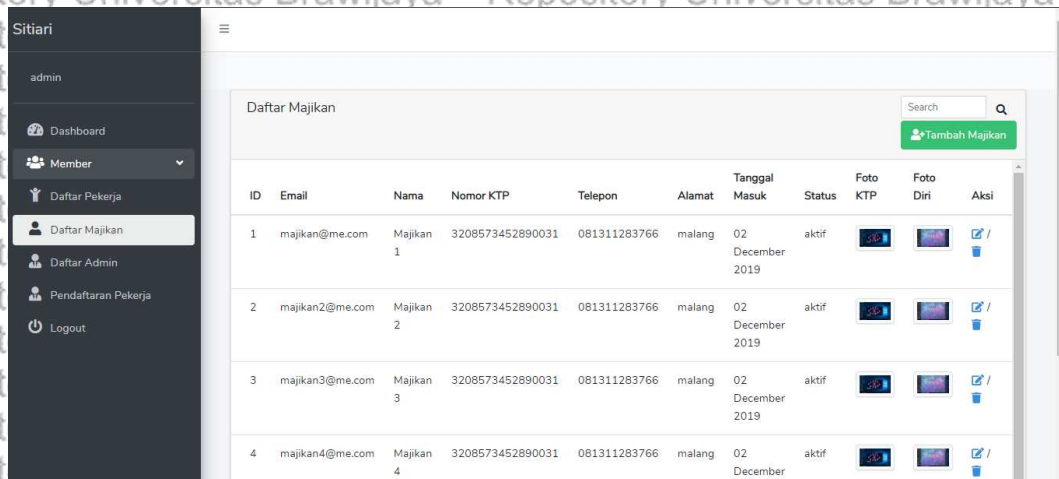 Repository Universitas Brawijaya
Sitiari
admin
Dashboard
Member
Daftar Pekerja
Daftar Majikan
Daftar Admin
Pendaftaran Pekerja
Logout
Daftar Majikan
Search
Tambah Majikan
ID Email Nama Nomor KTP Telepon Alamat Tanggal Masuk Status Foto KTP Foto Diri Aksi
1 majikan@me.com Majikan 1 3208573452890031 081311283766 malang 02 December 2019 aktif /
2 majikan2@me.com Majikan 2 3208573452890031 081311283766 malang 02 December 2019 aktif /
3 majikan3@me.com Majikan 3 3208573452890031 081311283766 malang 02 December 2019 aktif /
4 majikan4@me.com Majikan 4 3208573452890031 081311283766 malang 02 December aktif /